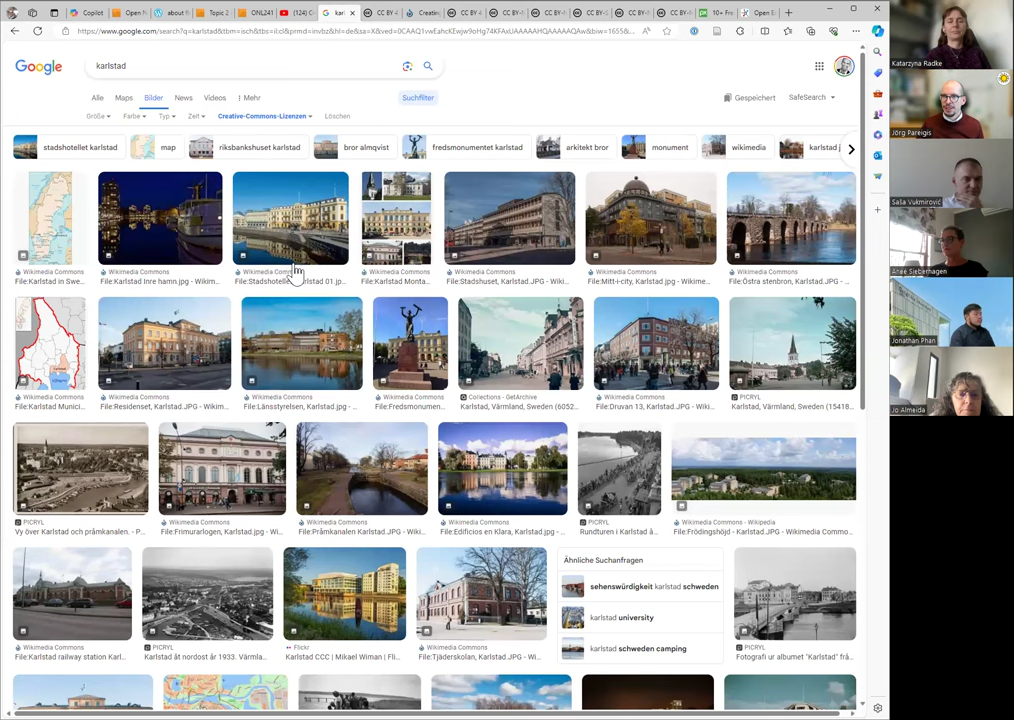 Copilot
Open F
about #
Topic 2
ONL241
(124) C
karl
CC BY 4
Creatin
CC BY-
CC BY-
CC BY-
CC BY-
CC BY-
10+ Fre
Open E
https://www.google.com/search?q=karlstad&tbm=isch&tbs=il:cl&prmd=invbz&hl=de&sa=X&ved=
Google
karlstad
Alle
Maps
Bilder
News
Videos
Mehr
Suchfilter
Gespeichert
SafeSearch
Größe
Farbe
Typ
Zeit
Creative-Commons-Lizenzen
Löschen
stadshotellet karlstad
map
riksbankshuset karlstad
bror almqvist
fredsmonumentet karlstad
arkitekt bror
monument
wikimedia
karlstad j
Wikimedia Commons
File:Karlstad in Swe...
Wikimedia Commons
File:Karlstad Inre hamn.jpg - Wikim...
Wikimedia Com
File:Stadshotelle
Karlstad 01.jp...
Wikimedia Commons
File:Karlstad Monta...
Wikimedia Commons
File:Stadshuset, Karlstad.JPG - Wiki...
Wikimedia Commons
File:Mitt-i-city, Karlstad.jpg - Wikime...
Wikimedia Commons
File:Östra stenbron, Karlstad.JPG - ...
Wikimedia Commons
File:Karlstad Munici...
Wikimedia Commons
File:Residenset, Karlstad.JPG - Wikim...
Wikimedia Commons
File:Länsstyrelsen, Karlstad.jpg - ...
Wikimedia Commons
File:Fredsmonumen...
Collections - GetArchive
Karlstad, Värmland, Sweden (6052...
Wikimedia Commons
File:Druvan 13, Karlstad.JPG - Wiki...
PICRYL
Karlstad, Värmland, Sweden (15418...
PICRYL
Vy över Karlstad och pråmkanalen. - P...
Wikimedia Commons
File:Frimurarlogen, Karlstad.jpg - Wi...
Wikimedia Commons
File:Pråmkanalen Karlstad.JPG - Wiki...
Wikimedia Commons
File:Edificios en Klara, Karlstad.jpg - ...
PICRYL
Rundturen i Karlstad å...
Wikimedia Commons - Wikipedia
File:Frödingshöjd - Karlstad.JPG - Wikimedia Commo...
Wikimedia Commons
File:Karlstad railway station Karl...
PICRYL
Karlstad åt nordost år 1933. Värmla...
Flickr
Karlstad CCC | Mikael Wiman | Fli...
Wikimedia Commons
File:Tjäderskolan, Karlstad.JPG - Wi...
Ähnliche Suchanfragen
sehenswürdigkeit karlstad schweden
karlstad university
karlstad schweden camping
PICRYL
Fotografi ur albumet "Karlstad" frå...
Katarzyna Radke
Jörg Pareigis
Saša Vukmirović
Anee Sieberhagen
Jonathan Phan
Jo Almeida